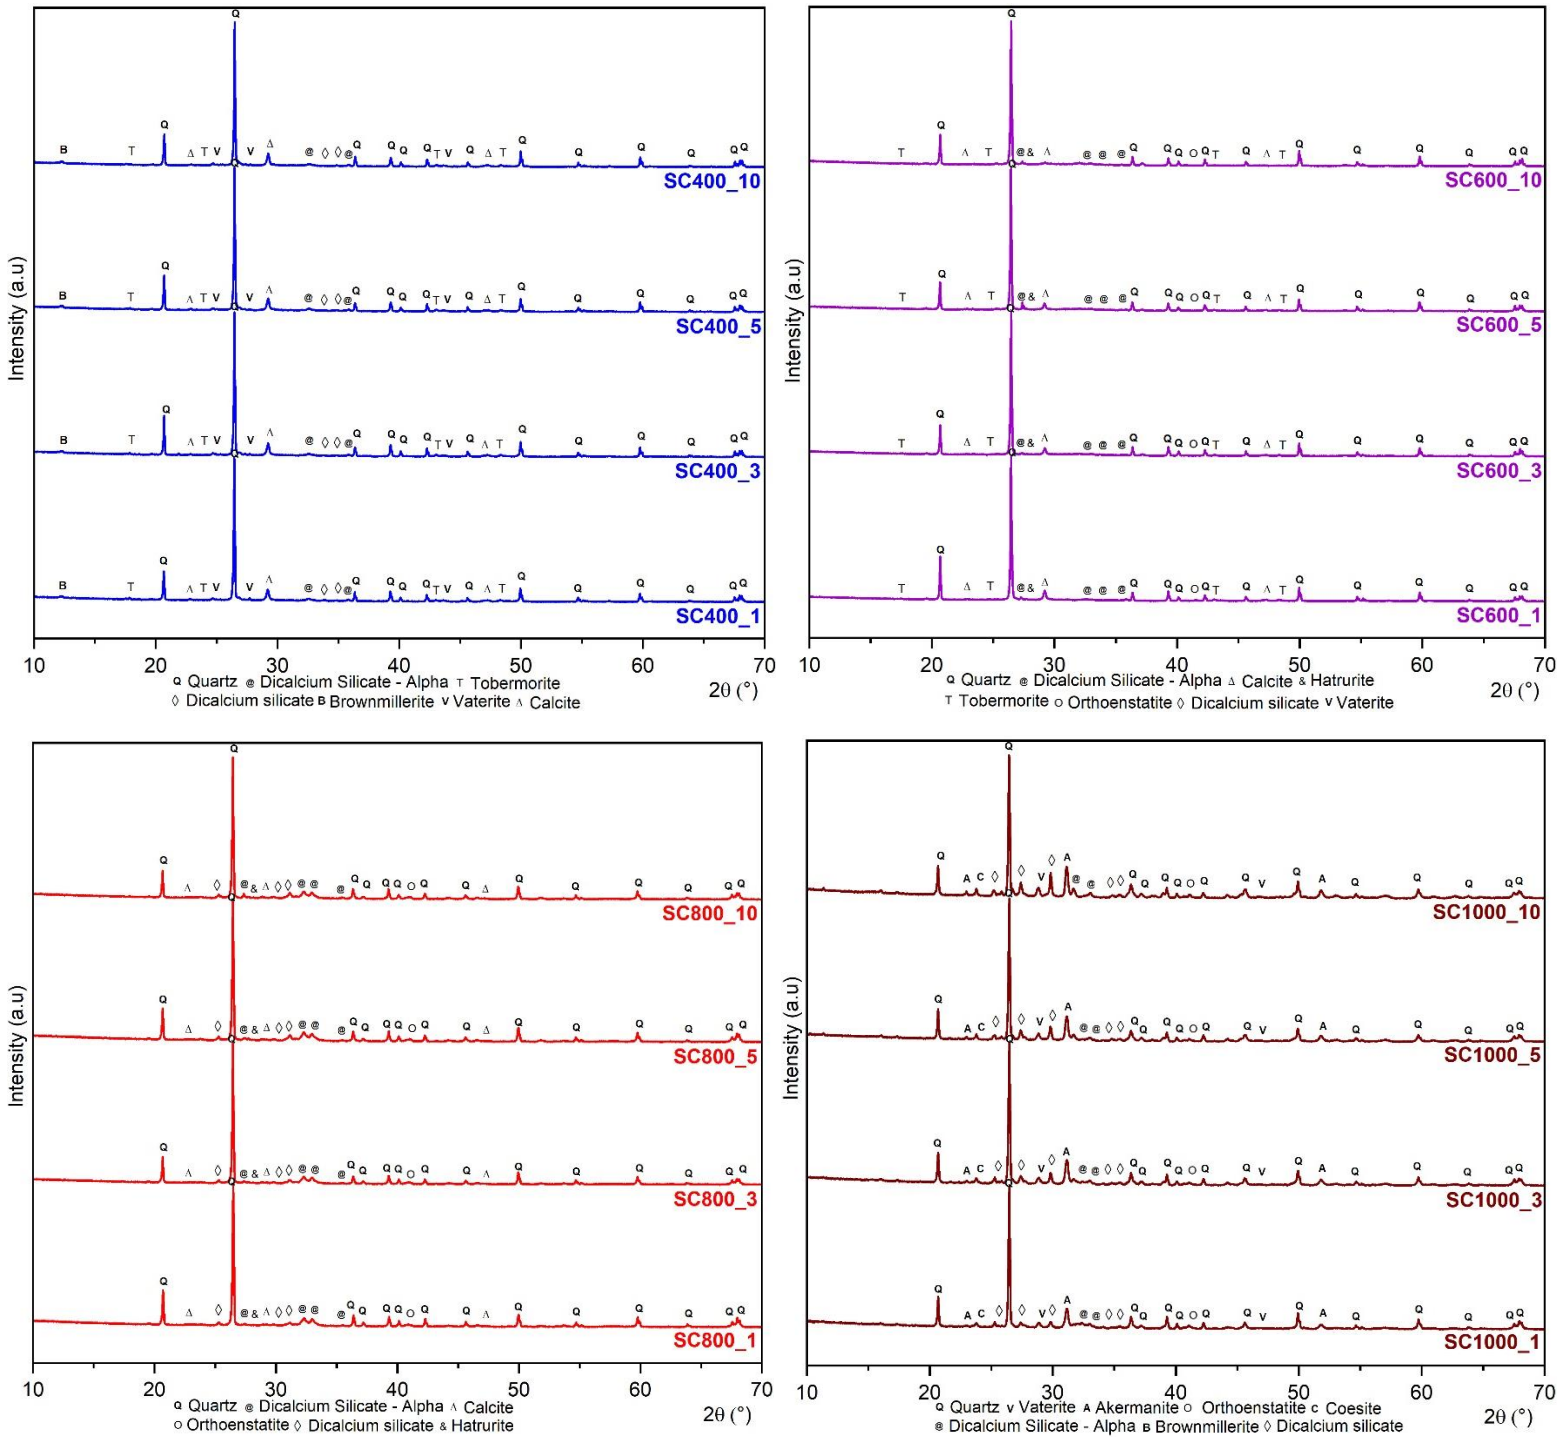 Q
B T Q Δ T V V Δ @ ◊ ◊ @ Q Q Q Q T V Q Δ T Q Q Q Q Q Q
Q
SC400_10
B T Q Δ T V V Δ @ ◊ ◊ @ Q Q Q Q T V Q Δ T Q Q Q Q Q Q
Q
SC400_5
B T Q Δ T V V Δ @ ◊ ◊ @ Q Q Q Q T V Q Δ T Q Q Q Q Q Q
Q
SC400_3
B T Q Δ T V V Δ @ ◊ ◊ @ Q Q Q Q T V Q Δ T Q Q Q Q Q Q
SC400_1
Intensity (a.u)
10 20 30 40 50 60 70
2θ (°)
Q Quartz @ Dicalcium Silicate - Alpha T Tobermorite
◊ Dicalcium silicate B Brownmillerite V Vaterite Δ Calcite
Q
T Q Δ T @ & Δ @ @ @ Q Q Q O Q T Q Δ T Q Q Q Q Q Q
Q
SC600_10
T Q Δ T @ & Δ @ @ @ Q Q Q O Q T Q Δ T Q Q Q Q Q Q
Q
SC600_5
T Q Δ T @ & Δ @ @ @ Q Q Q O Q T Q Δ T Q Q Q Q Q Q
Q
SC600_3
T Q Δ T @ & Δ @ @ @ Q Q Q O Q T Q Δ T Q Q Q Q Q Q
SC600_1
Intensity (a.u)
10 20 30 40 50 60 70
2θ (°)
Q Quartz @ Dicalcium Silicate - Alpha Δ Calcite & Hatrurite
T Tobermorite O Orthoenstatite ◊ Dicalcium silicate V Vaterite
Q
Q Δ ◊ @ & Δ ◊ ◊ @ @ @ Q Q Q Q O Q Q Δ Q Q Q Q Q Q
Q
SC800_10
Q Δ ◊ @ & Δ ◊ ◊ @ @ @ Q Q Q Q O Q Q Δ Q Q Q Q Q Q
Q
SC800_5
Q Δ ◊ @ & Δ ◊ ◊ @ @ @ Q Q Q Q O Q Q Δ Q Q Q Q Q Q
Q
SC800_3
Q Δ ◊ @ & Δ ◊ ◊ @ @ @ Q Q Q Q O Q Q Δ Q Q Q Q Q Q
SC800_1
Intensity (a.u)
10 20 30 40 50 60 70
2θ (°)
Q Quartz @ Dicalcium Silicate - Alpha Δ Calcite
O Orthoenstatite ◊ Dicalcium silicate & Hatrurite
Q
Q A C ◊ ◊ V ◊ A @ @ ◊ ◊ Q Q Q Q O Q Q V Q A Q Q Q Q Q
Q
SC1000_10
Q A C ◊ ◊ V ◊ A @ @ ◊ ◊ Q Q Q Q O Q Q V Q A Q Q Q Q Q
Q
SC1000_5
Q A C ◊ ◊ V ◊ A @ @ ◊ ◊ Q Q Q Q O Q Q V Q A Q Q Q Q Q
Q
SC1000_3
Q A C ◊ ◊ V ◊ A @ @ ◊ ◊ Q Q Q Q O Q Q V Q A Q Q Q Q Q
SC1000_1
Intensity (a.u)
10 20 30 40 50 60 70
2θ (°)
Q Quartz V Vaterite A Akermanite O Orthoenstatite C Coesite
@ Dicalcium Silicate - Alpha B Brownmillerite ◊ Dicalcium silicate